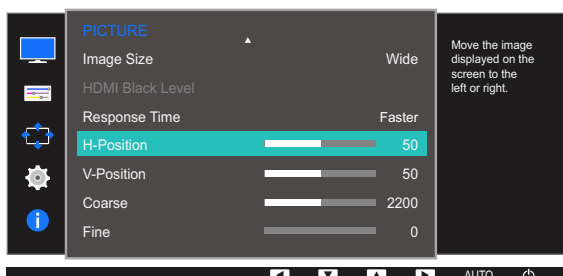 PICTURE
Image Size Wide
HDMI Black Level
Response Time Faster
H-Position 50
V-Position 50
Coarse 2200
Fine 0
Move the image
displayed on the
screen to the
left or right.
AUTO